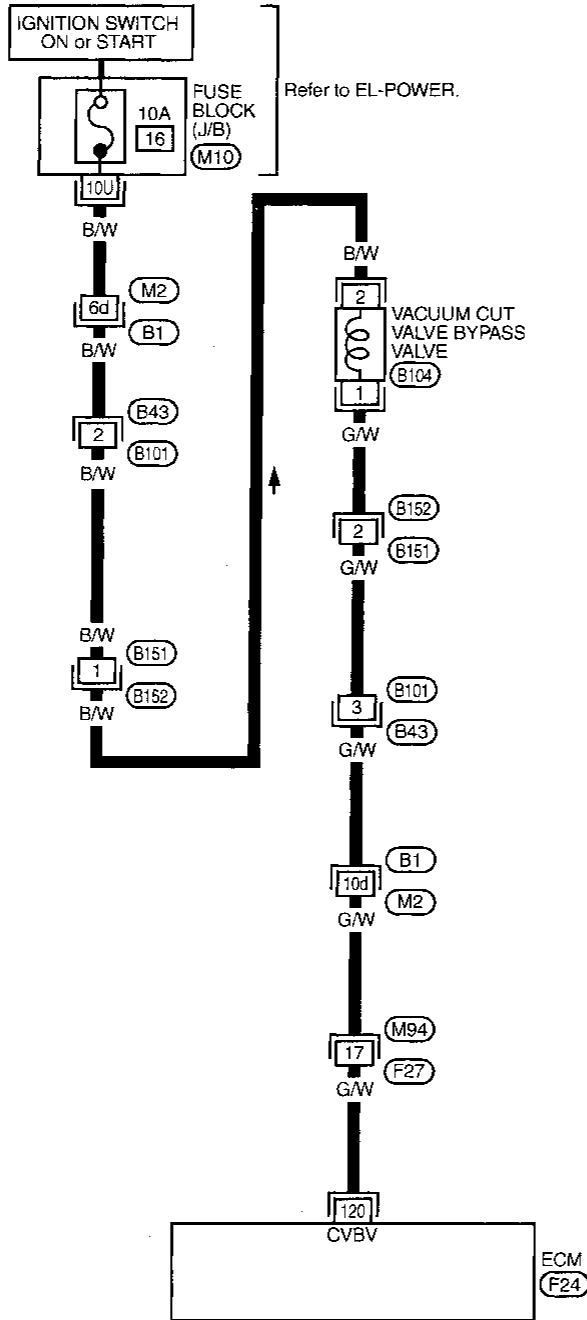 IGNITION SWITCH
ON or START
FUSE
BLOCK
(J/B)
10A
16
M10
Refer to EL-POWER.
10U
B/W
6d
M2
B1
B/W
2
B43
B101
B/W
B/W
1
B151
B152
B/W
B/W
2
VACUUM CUT
VALVE BYPASS
VALVE
B104
1
G/W
2
B152
B151
G/W
3
B101
B43
G/W
10d
B1
M2
G/W
17
M94
F27
G/W
120
CVBV
ECM
F24